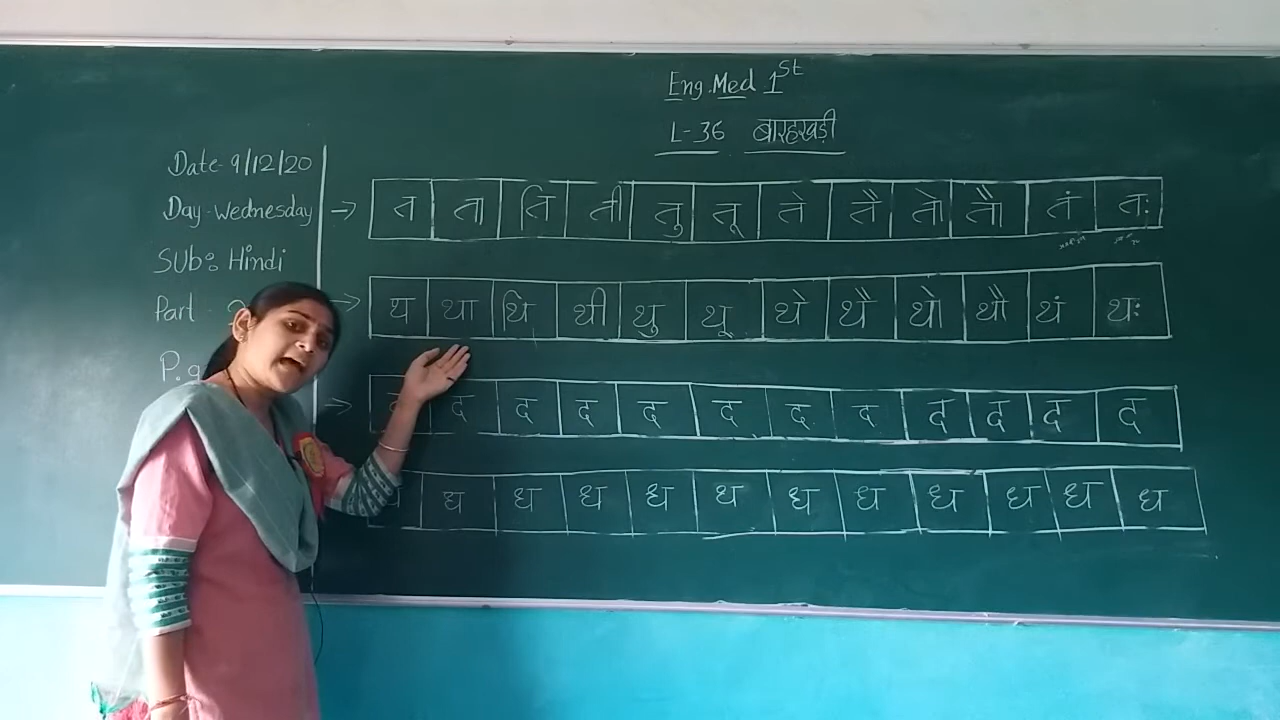 Eng.Med 1st
L-36 बारहखड़ी
Date-9/12/20
Day-Wednesday
SUb: Hindi
Part -
P.g
→ त ता ति ती तु तू ते तै तो तौ तं तः
→ थ था थि थी थु थू थे थै थो थौ थं थः
→ द द द द द द द द द द द
ध ध ध ध ध ध ध ध ध ध ध